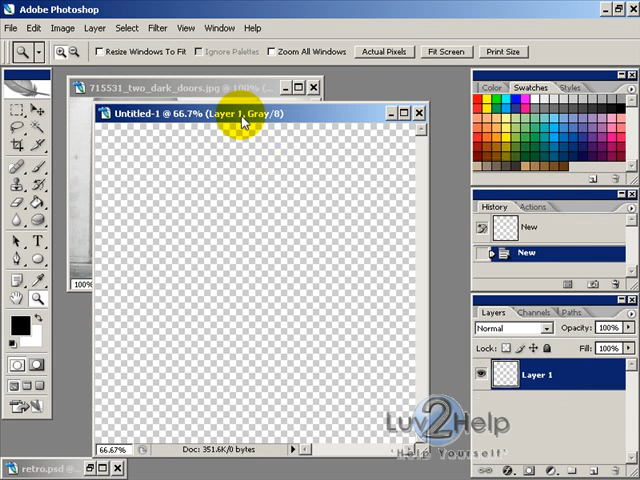 Adobe Photoshop
File Edit Image Layer Select Filter View Window Help
Resize Windows To Fit Ignore Palettes Zoom All Windows Actual Pixels Fit Screen Print Size
715531_two_dark_doors.jpg @ 100%
Untitled-1 @ 66.7% (Layer 1, Gray/8)
Color Swatches Styles
History Actions
New
New
100%
Layers Channels Paths
Normal Opacity: 100%
Lock: Fill: 100%
Layer 1
Luv2Help
'Help Yourself'
66.67% Doc: 351.6K/0 bytes
retro.psd @